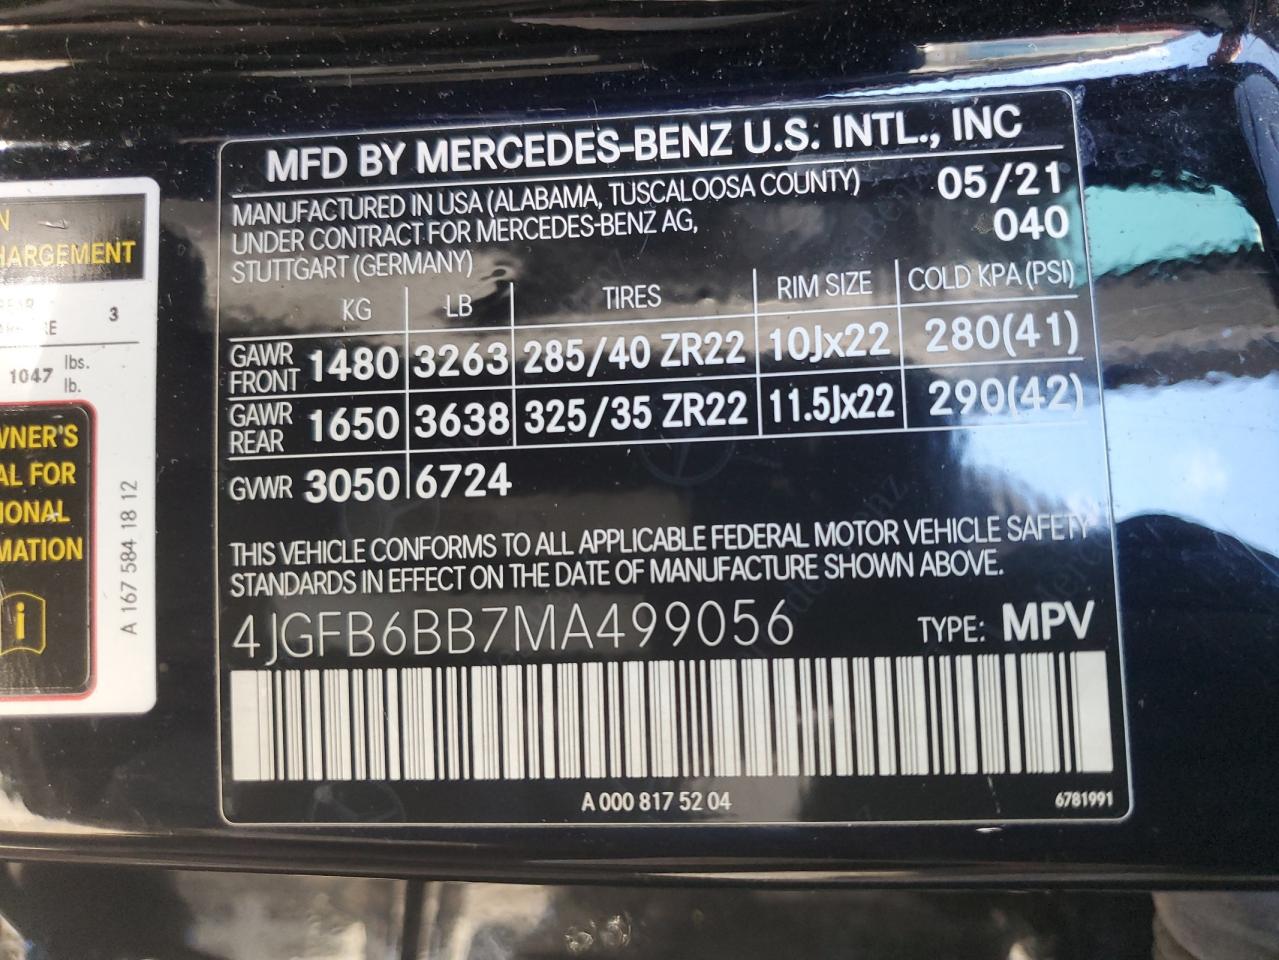 MFD BY MERCEDES-BENZ U.S. INTL., INC
MANUFACTURED IN USA (ALABAMA, TUSCALOOSA COUNTY) 05/21
UNDER CONTRACT FOR MERCEDES-BENZ AG, 040
STUTTGART (GERMANY)
KG LB TIRES RIM SIZE COLD KPA (PSI)
GAWR FRONT 1480 3263 285/40 ZR22 10Jx22 280(41)
GAWR REAR 1650 3638 325/35 ZR22 11.5Jx22 290(42)
GVWR 3050 6724
THIS VEHICLE CONFORMS TO ALL APPLICABLE FEDERAL MOTOR VEHICLE SAFETY
STANDARDS IN EFFECT ON THE DATE OF MANUFACTURE SHOWN ABOVE.
4JGFB6BB7MA499056 TYPE: MPV
A 000 817 52 04 6781991
N
HARGEMENT
3
1047 lbs.
lb.
WNER'S
AL FOR
IONAL
MATION
i
A 167 584 18 12